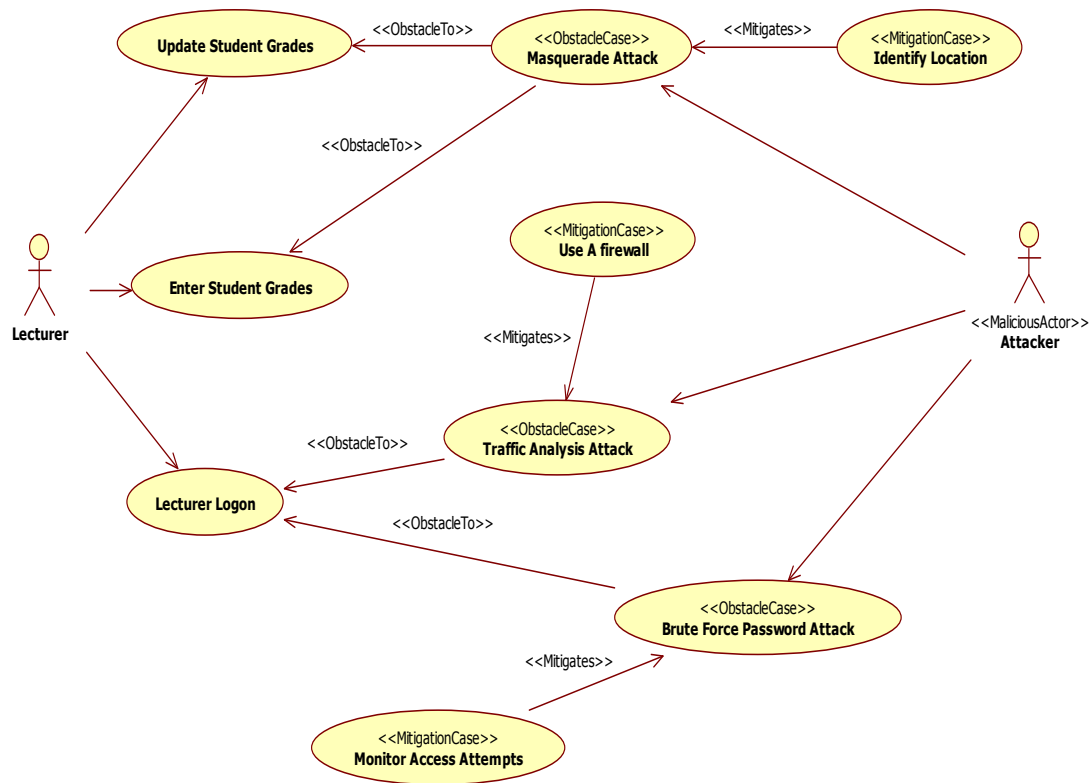 <<ObstacleTo>>
<<Mitigates>>
Update Student Grades
<<ObstacleCase>>
Masquerade Attack
<<MitigationCase>>
Identify Location
<<ObstacleTo>>
<<MitigationCase>>
Use A firewall
Enter Student Grades
Lecturer
<<MaliciousActor>>
Attacker
<<Mitigates>>
<<ObstacleCase>>
Traffic Analysis Attack
<<ObstacleTo>>
Lecturer Logon
<<ObstacleTo>>
<<ObstacleCase>>
Brute Force Password Attack
<<Mitigates>>
<<MitigationCase>>
Monitor Access Attempts